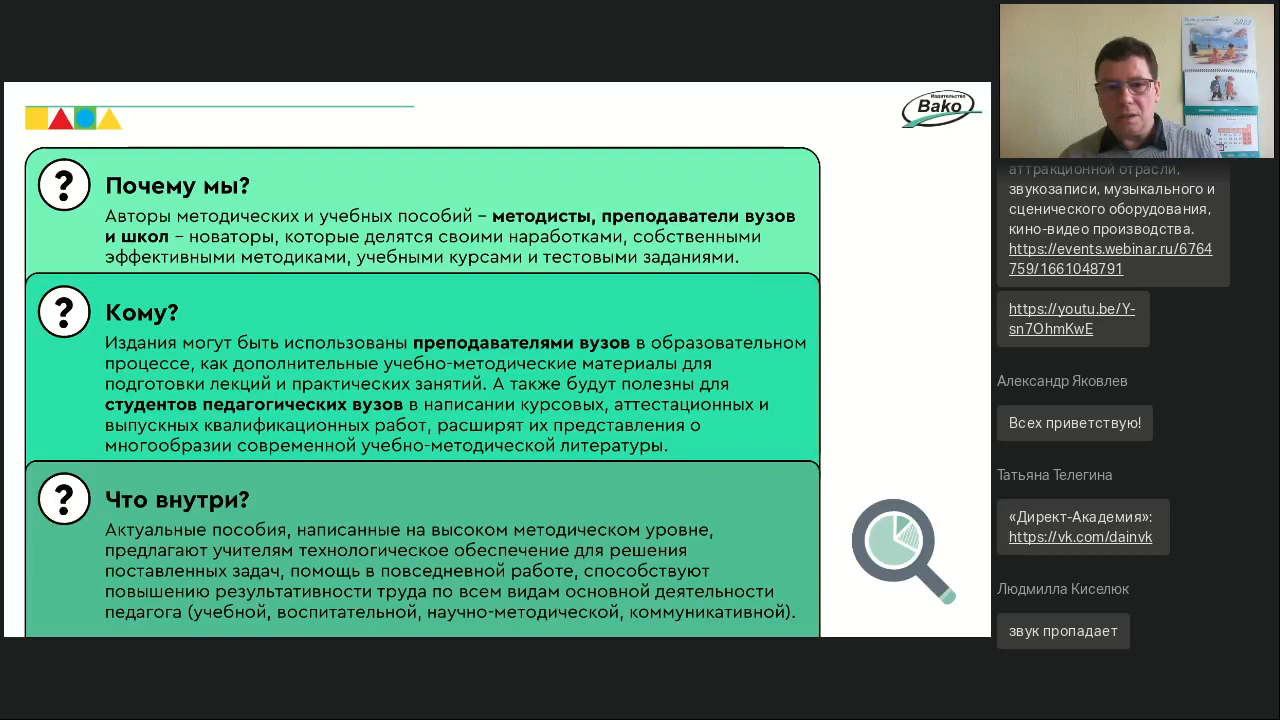 Издательство
Bako
Почему мы?
Авторы методических и учебных пособий – методисты, преподаватели вузов
и школ – новаторы, которые делятся своими наработками, собственными
эффективными методиками, учебными курсами и тестовыми заданиями.
Кому?
Издания могут быть использованы преподавателями вузов в образовательном
процессе, как дополнительные учебно-методические материалы для
подготовки лекций и практических занятий. А также будут полезны для
студентов педагогических вузов в написании курсовых, аттестационных и
выпускных квалификационных работ, расширят их представления о
многообразии современной учебно-методической литературы.
Что внутри?
Актуальные пособия, написанные на высоком методическом уровне,
предлагают учителям технологическое обеспечение для решения
поставленных задач, помощь в повседневной работе, способствуют
повышению результативности труда по всем видам основной деятельности
педагога (учебной, воспитательной, научно-методической, коммуникативной).
?
?
?
аттракционной отрасли,
звукозаписи, музыкального и
сценического оборудования,
кино-видео производства.
https://events.webinar.ru/6764
759/1661048791
https://youtu.be/Y-
sn7OhmKwE
Александр Яковлев
Всех приветствую!
Татьяна Телегина
«Директ-Академия»:
https://vk.com/dainvk
Людмилла Киселюк
звук пропадает